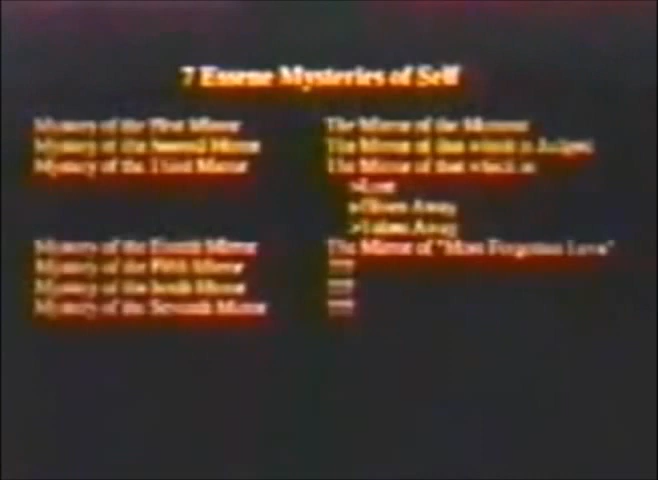 7 Essene Mysteries of Self
Mystery of the First Mirror The Mirror of the Moment
Mystery of the Second Mirror The Mirror of that which is Judged
Mystery of the Third Mirror The Mirror of that which is
>Lost
>Given Away
>Taken Away
Mystery of the Fourth Mirror The Mirror of "Most Forgotten Love"
Mystery of the Fifth Mirror ???
Mystery of the Sixth Mirror ???
Mystery of the Seventh Mirror ???